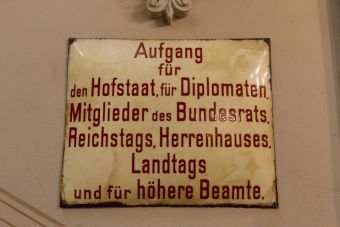 Aufgang
für
den Hofstaat, für Diplomaten,
Mitglieder des Bundesrats,
Reichstags, Herrenhauses,
Landtags
und für höhere Beamte.